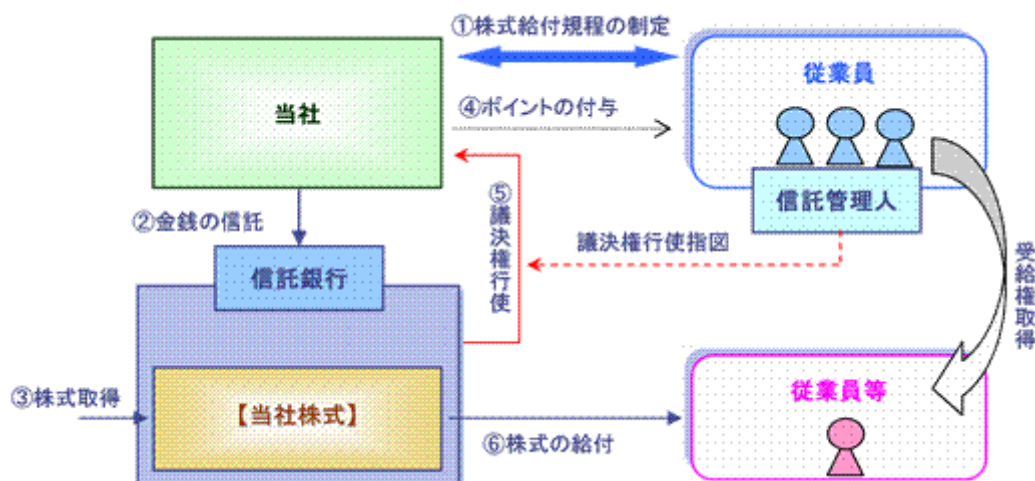 ①株式給付規程の制定
当社
従業員
④ポイントの付与
信託管理人
②金銭の信託
⑤議決権行使
議決権行使指図
信託銀行
受給権取得
③株式取得
【当社株式】
従業員等
⑥株式の給付